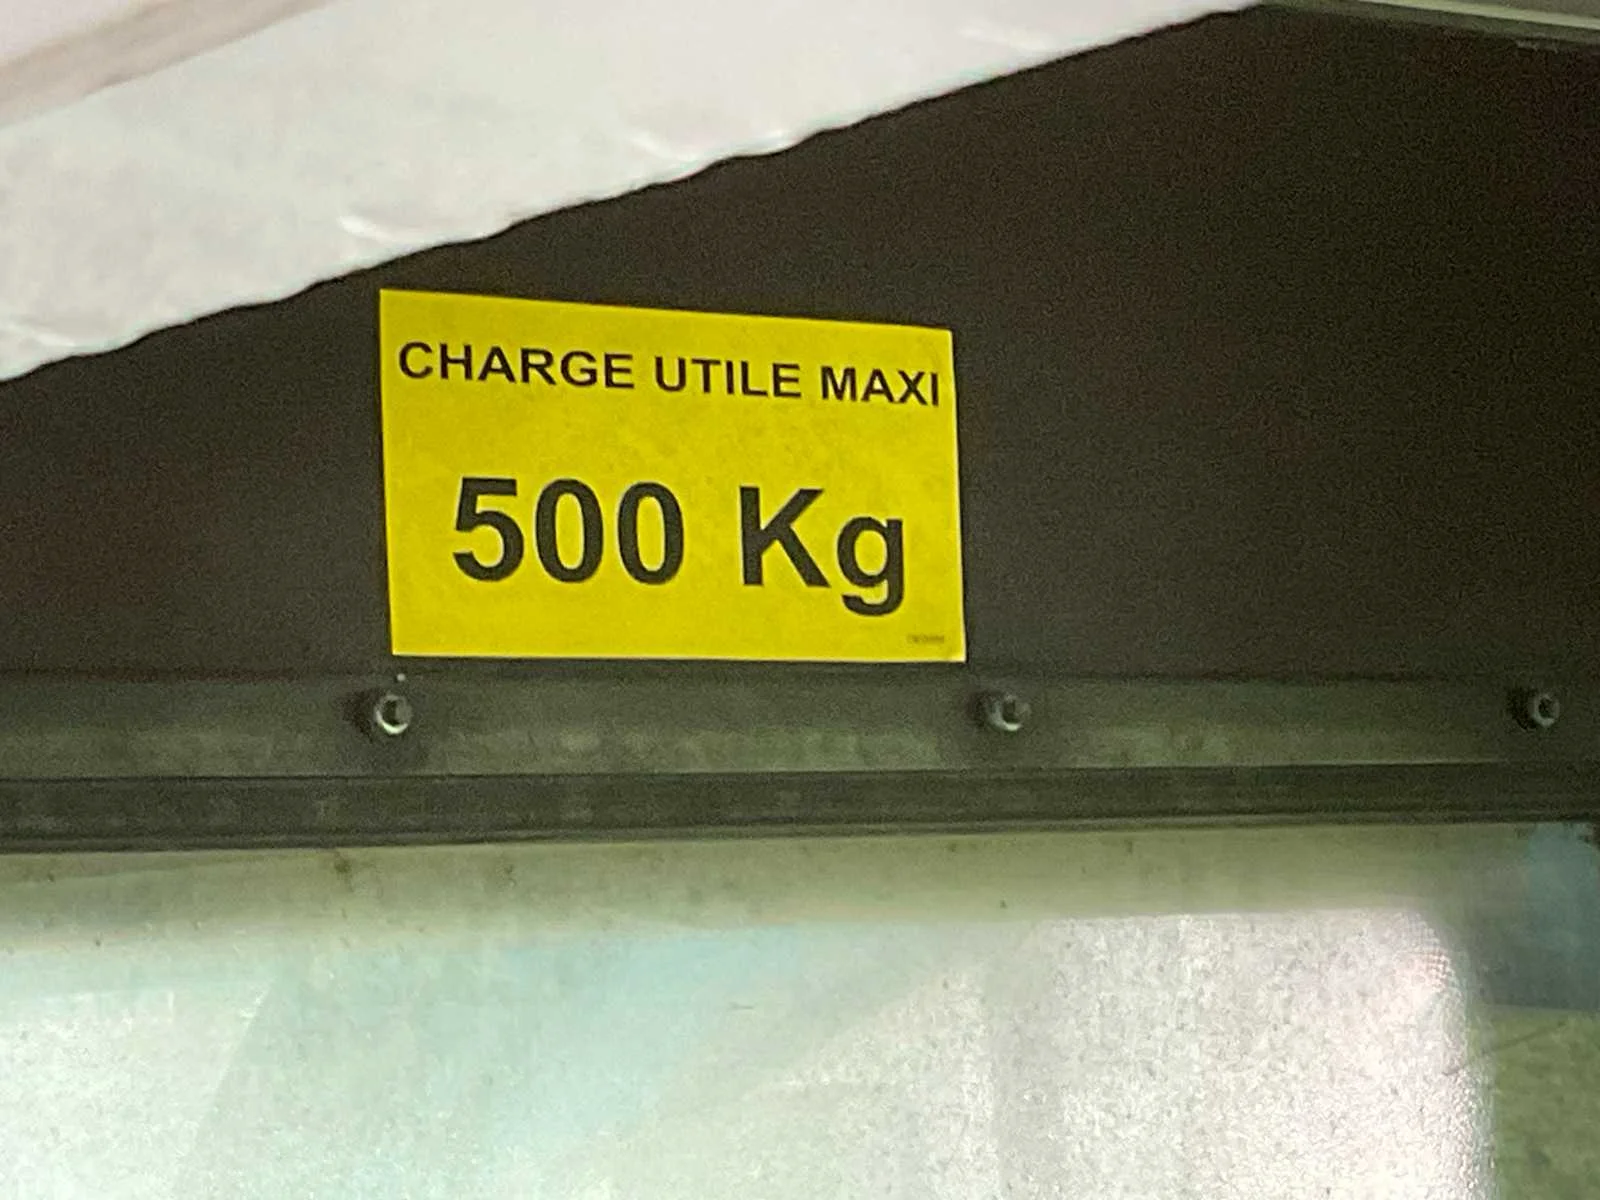 CHARGE UTILE MAXI
500 Kg